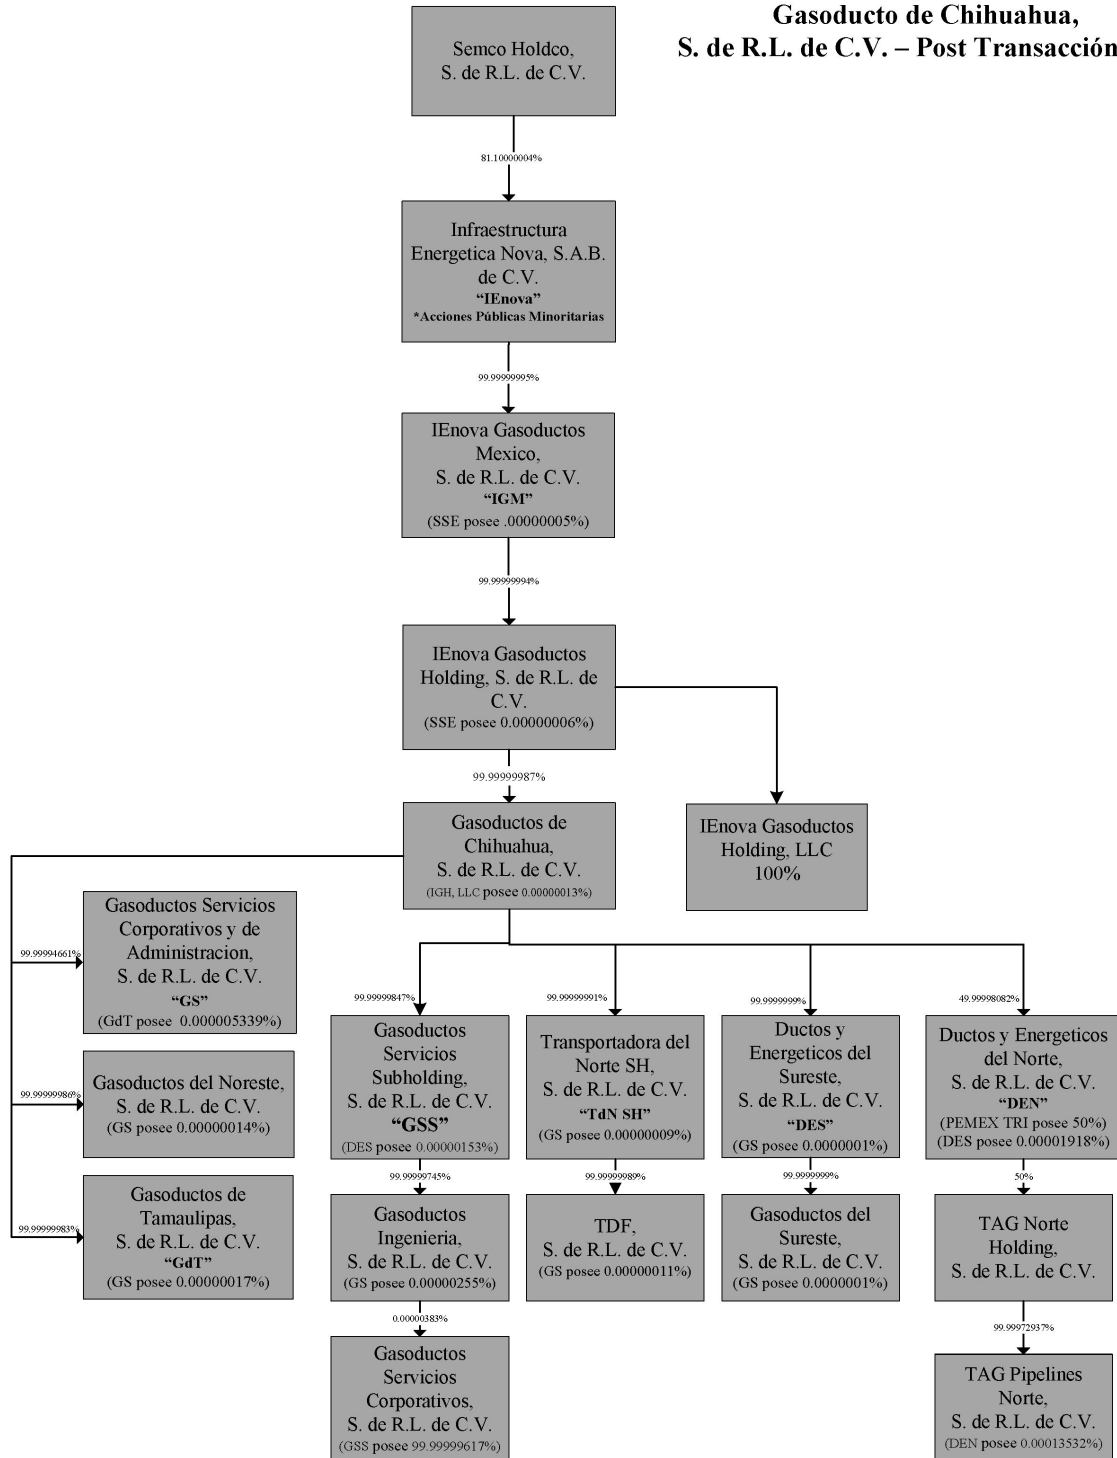 Gasoducto de Chihuahua,
S. de R.L. de C.V. – Post Transacción
Semco Holdco,
S. de R.L. de C.V.
81.10000004%
Infraestructura
Energetica Nova, S.A.B.
de C.V.
“IEnova”
*Acciones Públicas Minoritarias
99.99999995%
IEnova Gasoductos
Mexico,
S. de R.L. de C.V.
“IGM”
(SSE posee .00000005%)
99.99999994%
IEnova Gasoductos
Holding, S. de R.L. de
C.V.
(SSE posee 0.00000006%)
99.99999987%
Gasoductos de
Chihuahua,
S. de R.L. de C.V.
(IGH, LLC posee 0.00000013%)
IEnova Gasoductos
Holding, LLC
100%
99.99994661%
Gasoductos Servicios
Corporativos y de
Administracion,
S. de R.L. de C.V.
“GS”
(GdT posee 0.000005339%)
99.99999986%
Gasoductos del Noreste,
S. de R.L. de C.V.
(GS posee 0.00000014%)
99.99999983%
Gasoductos de
Tamaulipas,
S. de R.L. de C.V.
“GdT”
(GS posee 0.00000017%)
99.99999847%
Gasoductos
Servicios
Subholding,
S. de R.L. de C.V.
“GSS”
(DES posee 0.00000153%)
99.99999745%
Gasoductos
Ingenieria,
S. de R.L. de C.V.
(GS posee 0.00000255%)
0.00000383%
Gasoductos
Servicios
Corporativos,
S. de R.L. de C.V.
(GSS posee 99.99999617%)
99.99999991%
Transportadora del
Norte SH,
S. de R.L. de C.V.
“TdN SH”
(GS posee 0.00000009%)
99.99999989%
TDF,
S. de R.L. de C.V.
(GS posee 0.00000011%)
99.9999999%
Ductos y
Energeticos del
Sureste,
S. de R.L. de C.V.
“DES”
(GS posee 0.0000001%)
99.9999999%
Gasoductos del
Sureste,
S. de R.L. de C.V.
(GS posee 0.0000001%)
49.99998082%
Ductos y Energeticos
del Norte,
S. de R.L. de C.V.
“DEN”
(PEMEX TRI posee 50%)
(DES posee 0.00001918%)
50%
TAG Norte
Holding,
S. de R.L. de C.V.
99.99972937%
TAG Pipelines
Norte,
S. de R.L. de C.V.
(DEN posee 0.00013532%)